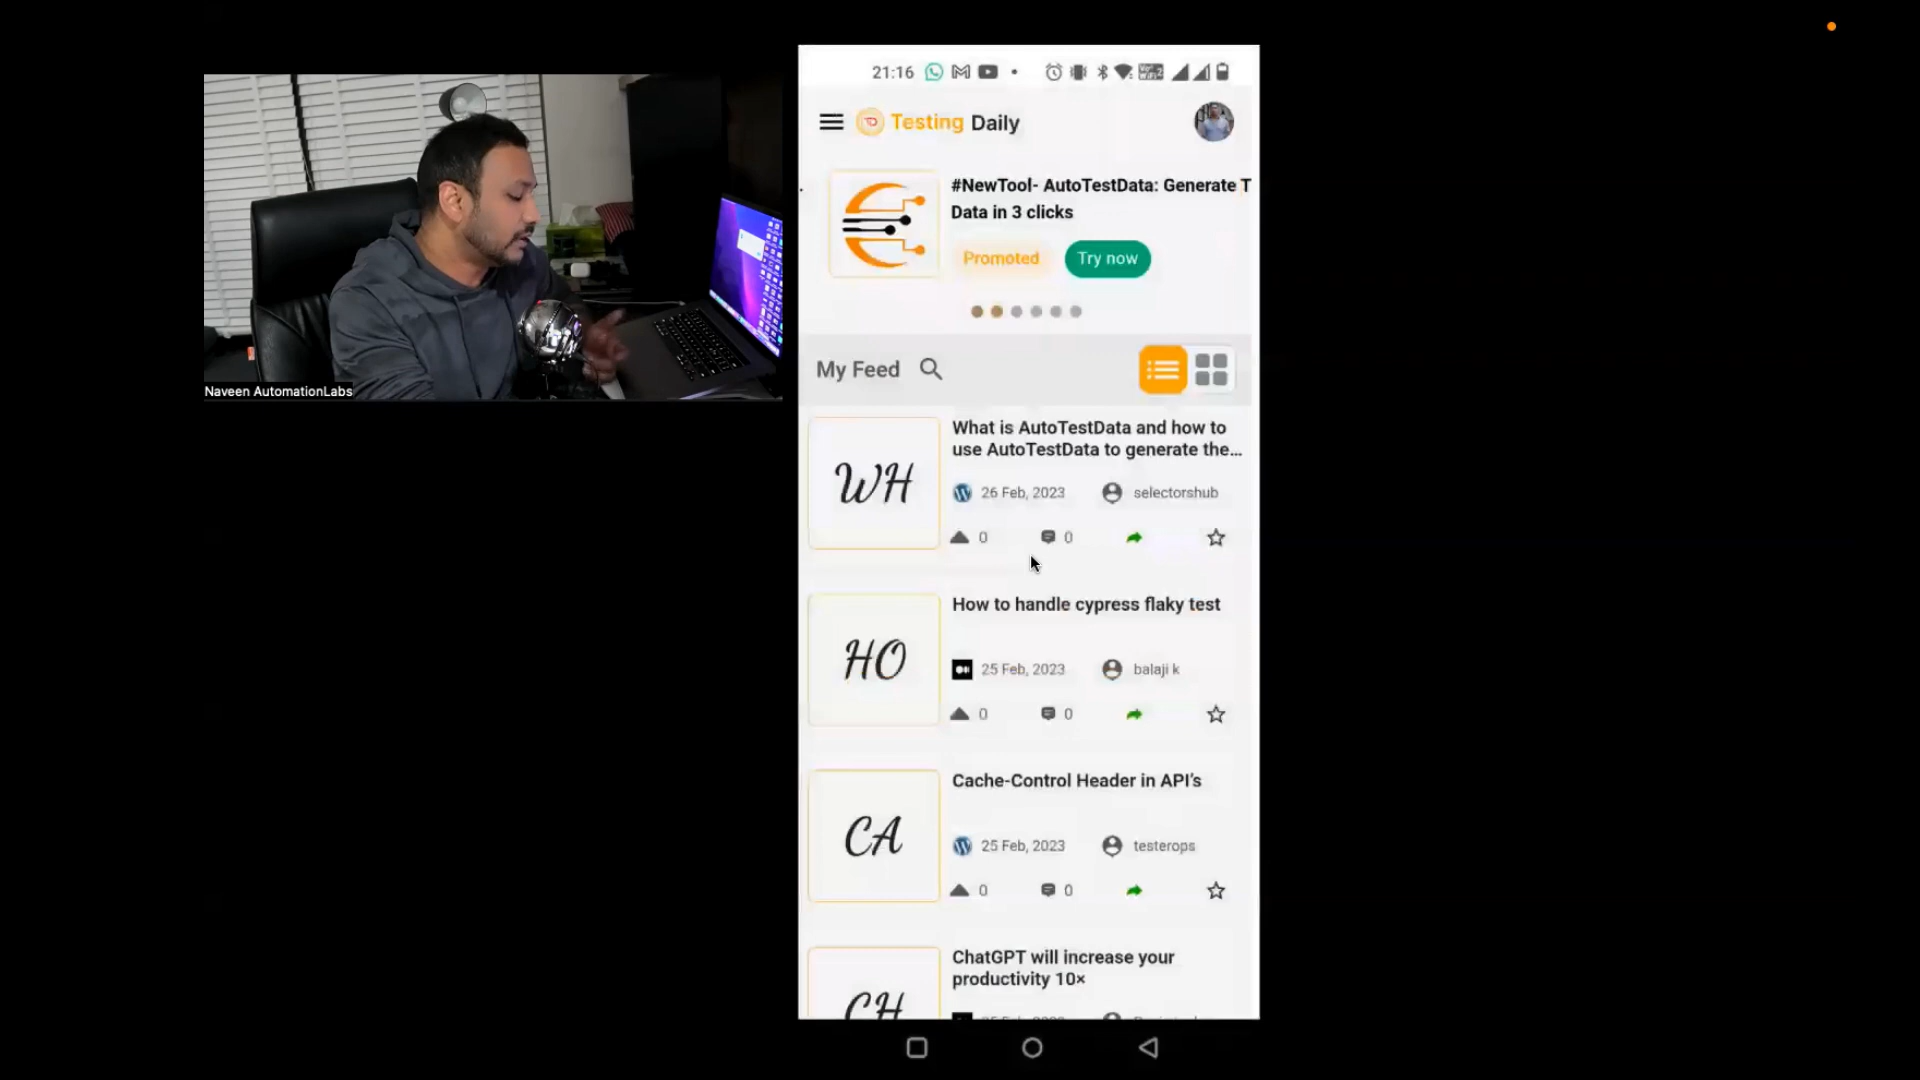 21:16
Testing Daily
#NewTool- AutoTestData: Generate T
Data in 3 clicks
Promoted
Try now
My Feed
WH
What is AutoTestData and how to
use AutoTestData to generate the...
26 Feb, 2023
selectorshub
0
0
HO
How to handle cypress flaky test
25 Feb, 2023
balaji k
0
0
CA
Cache-Control Header in API's
25 Feb, 2023
testerops
0
0
CH
ChatGPT will increase your
productivity 10×
Naveen AutomationLabs